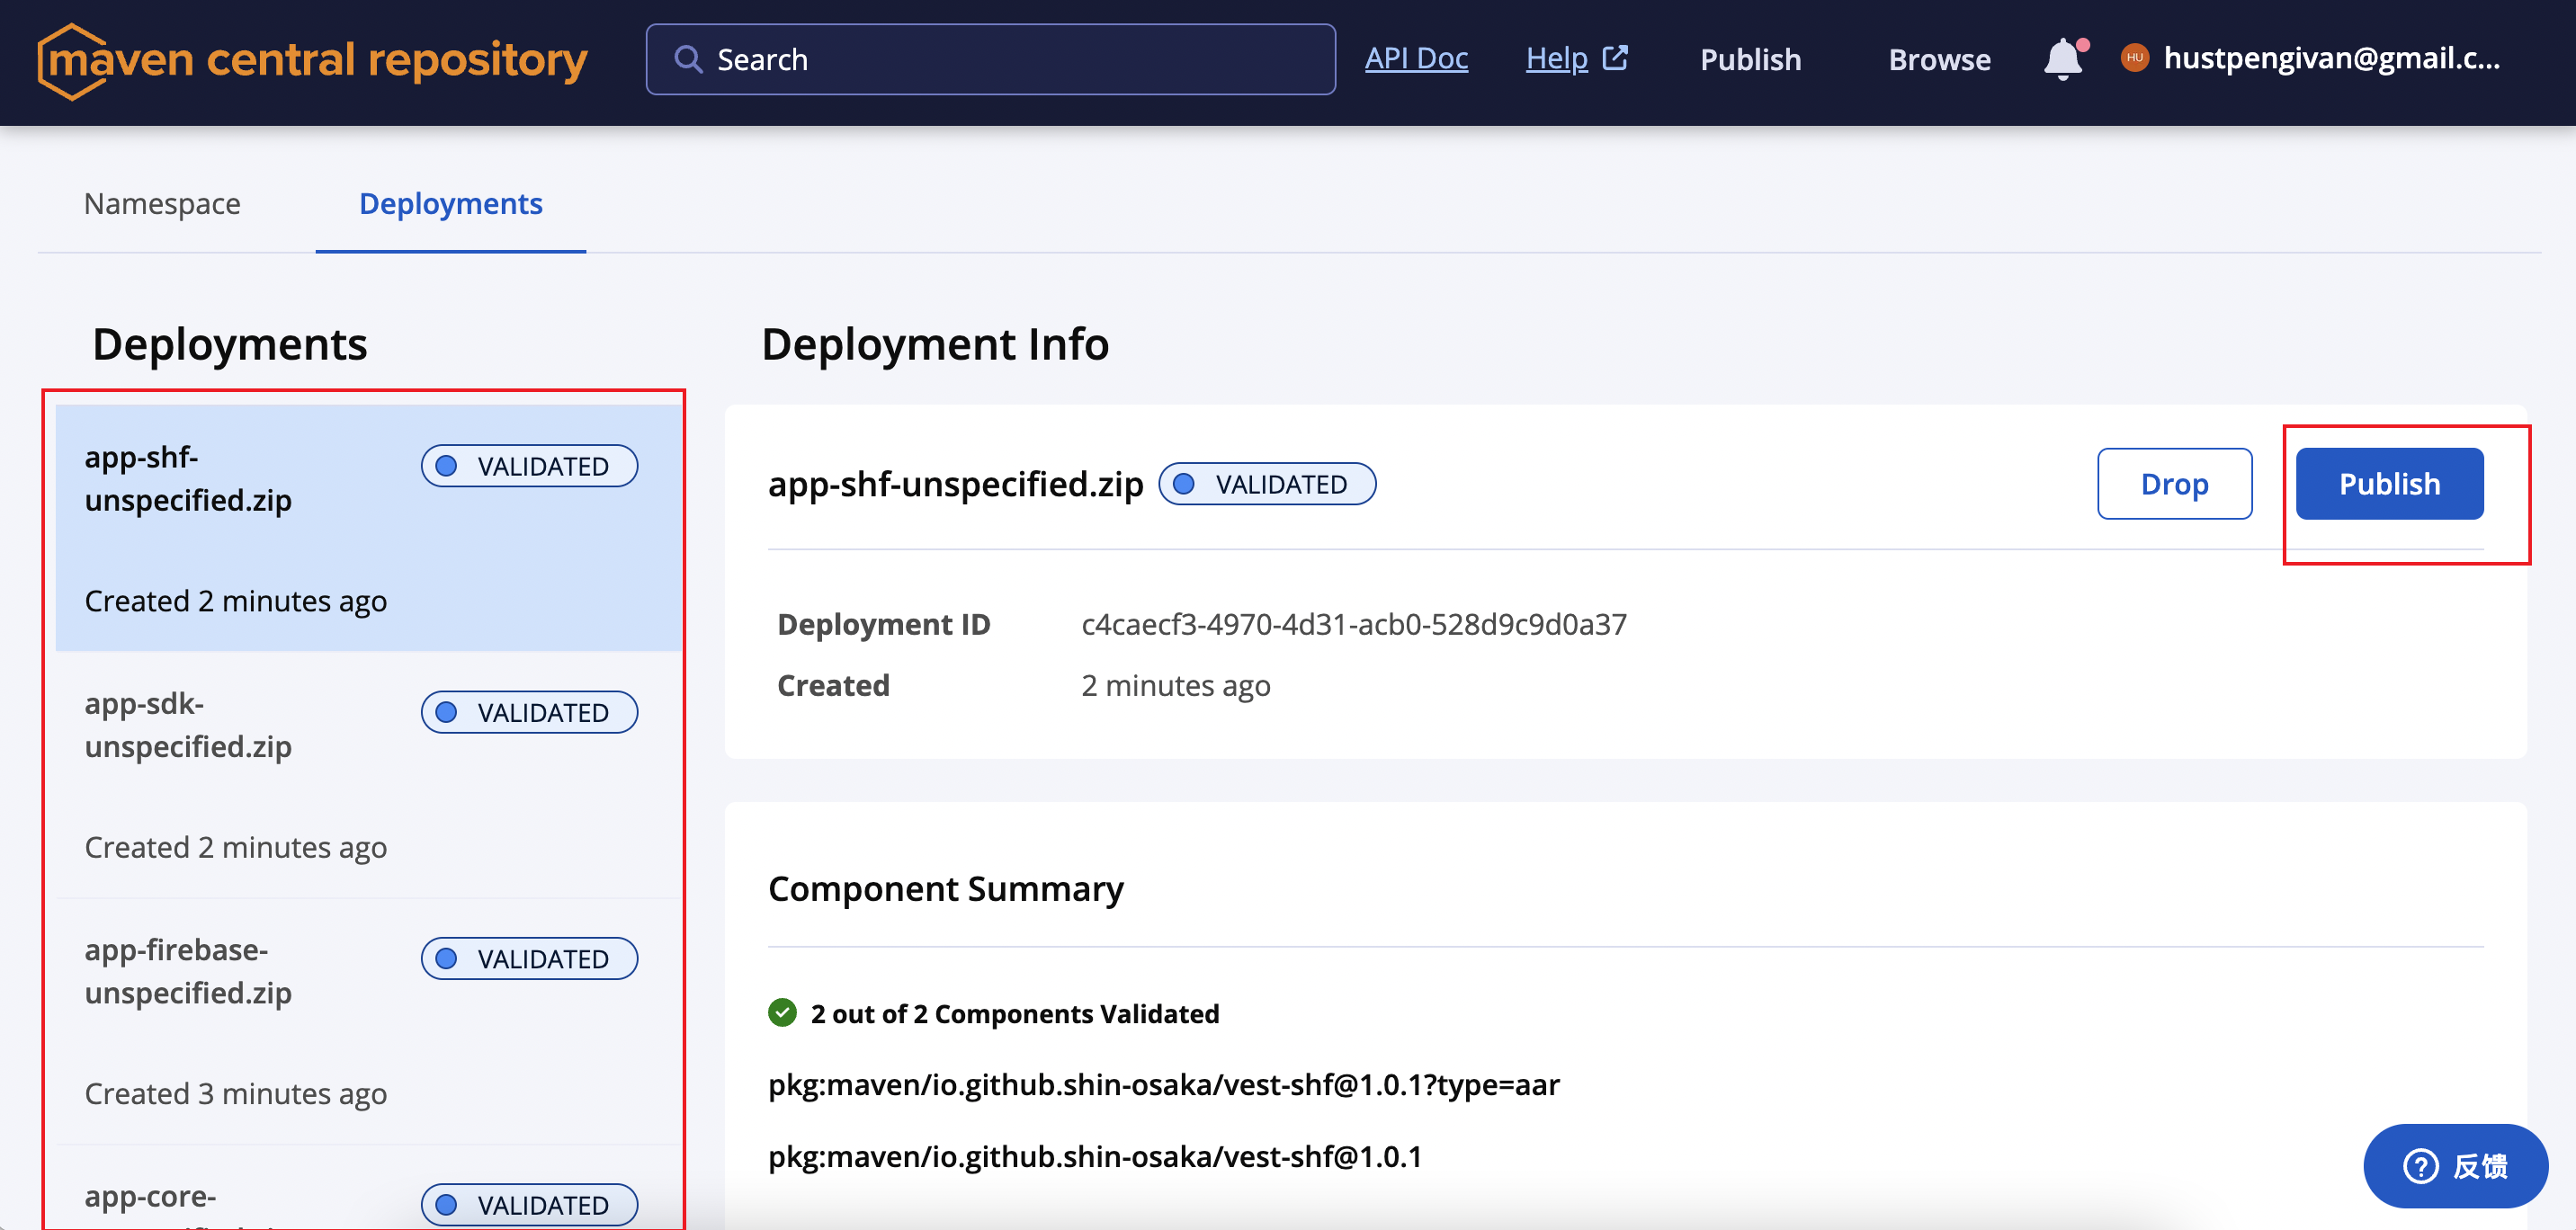 maven central repository
Search
API Doc
Help
Publish
Browse
HU
hustpengivan@gmail.c...
Namespace
Deployments
Deployments
app-shf-
unspecified.zip
VALIDATED
Created 2 minutes ago
app-sdk-
unspecified.zip
VALIDATED
Created 2 minutes ago
app-firebase-
unspecified.zip
VALIDATED
Created 3 minutes ago
app-core-
VALIDATED
Deployment Info
app-shf-unspecified.zip
VALIDATED
Drop
Publish
Deployment ID
c4caecf3-4970-4d31-acb0-528d9c9d0a37
Created
2 minutes ago
Component Summary
2 out of 2 Components Validated
pkg:maven/io.github.shin-osaka/vest-shf@1.0.1?type=aar
pkg:maven/io.github.shin-osaka/vest-shf@1.0.1
反馈